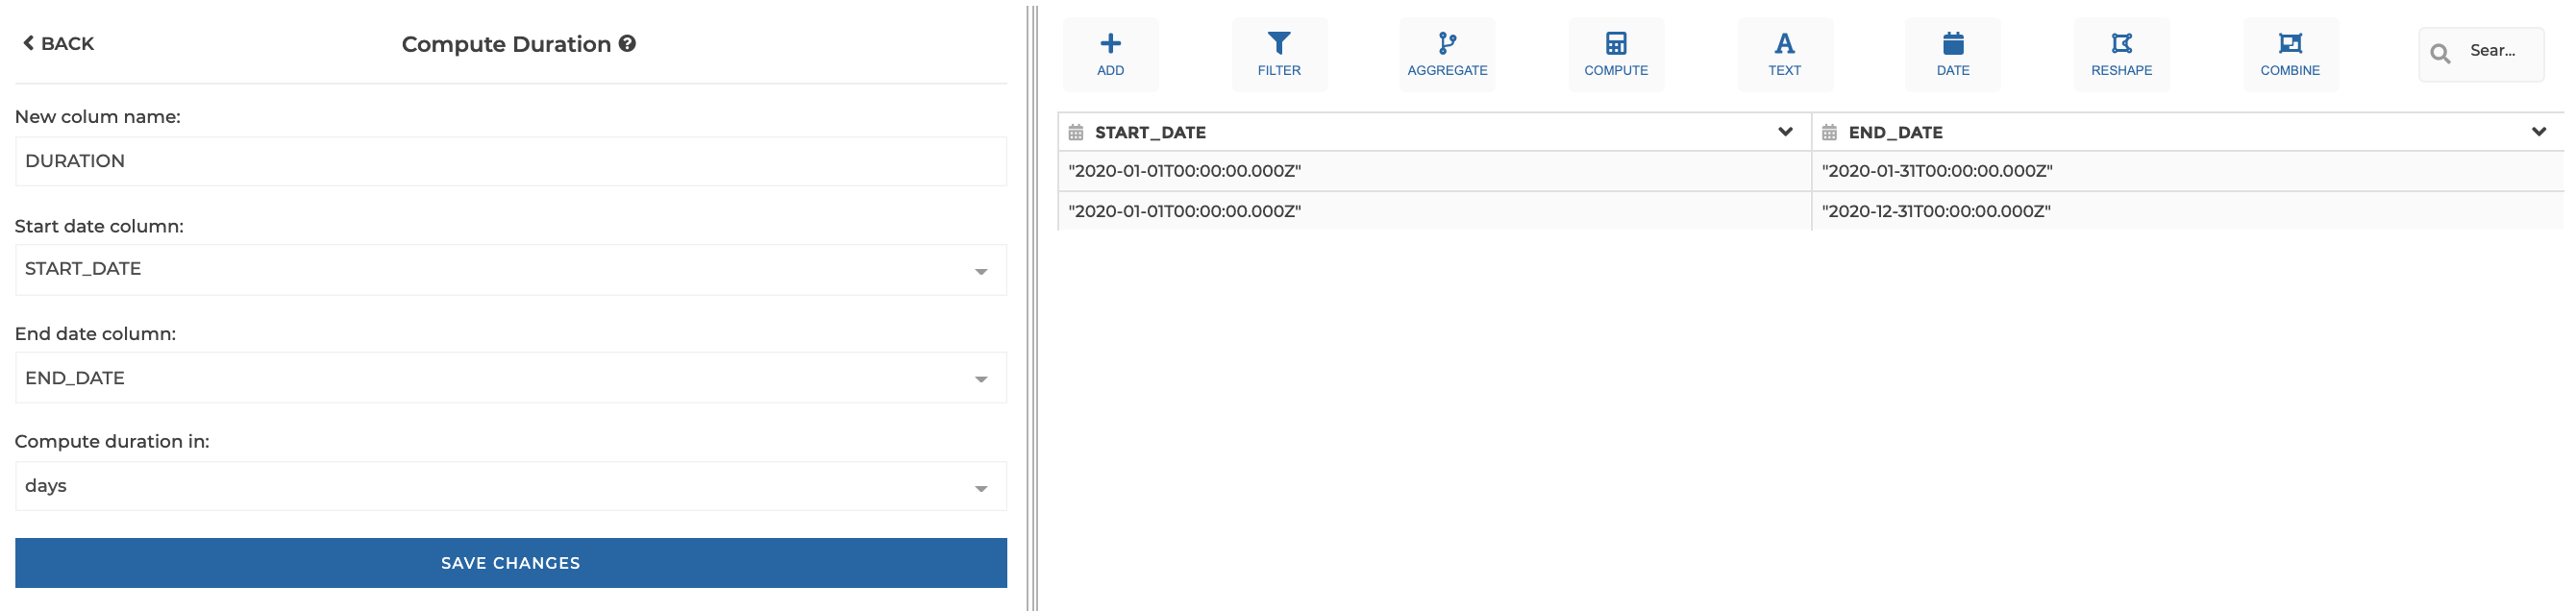 BACK
Compute Duration
New colum name:
DURATION
Start date column:
START_DATE
End date column:
END_DATE
Compute duration in:
days
SAVE CHANGES
ADD
FILTER
AGGREGATE
COMPUTE
TEXT
DATE
RESHAPE
COMBINE
Sear...
START_DATE
END_DATE
"2020-01-01T00:00:00.000Z"
"2020-01-31T00:00:00.000Z"
"2020-01-01T00:00:00.000Z"
"2020-12-31T00:00:00.000Z"